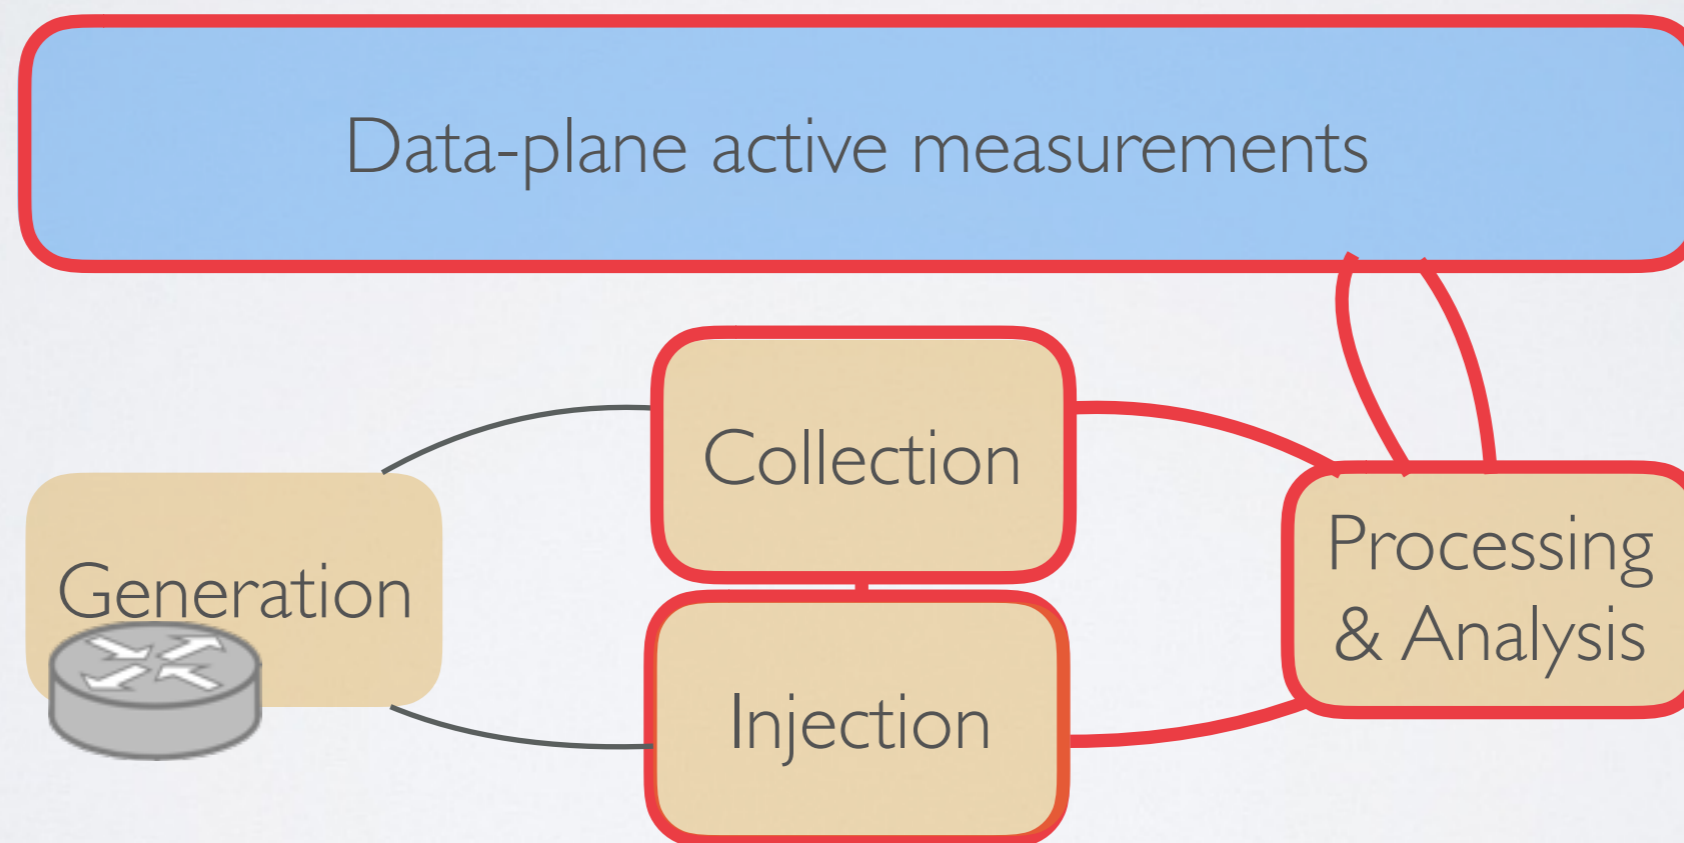 Data-plane active measurements
Collection
Generation
Processing
& Analysis
Injection